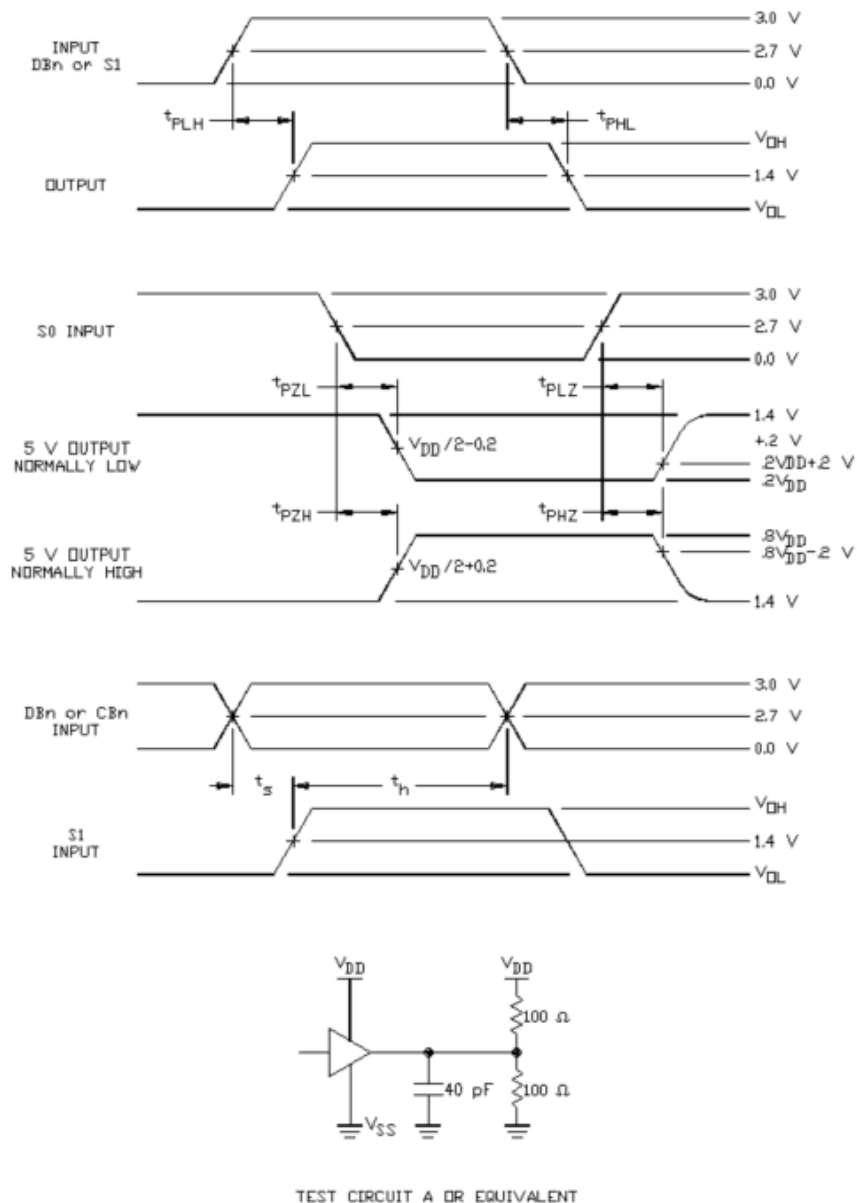 3.0 V
INPUT
DBn or S1
2.7 V
0.0 V
tPLH
tPHL
VOH
OUTPUT
1.4 V
VOL
3.0 V
S0 INPUT
2.7 V
0.0 V
tPZL
tPLZ
1.4 V
5 V OUTPUT
NORMALLY LOW
VDD/2-0.2
+.2 V
.2VDD+.2 V
.2VDD
tPZH
tPHZ
.8VDD
.8VDD-.2 V
5 V OUTPUT
NORMALLY HIGH
VDD/2+0.2
1.4 V
3.0 V
DBn or CBn
INPUT
2.7 V
0.0 V
ts
th
VOH
S1
INPUT
1.4 V
VOL
VDD
VDD
100 Ω
40 pF
100 Ω
VSS
TEST CIRCUIT A OR EQUIVALENT